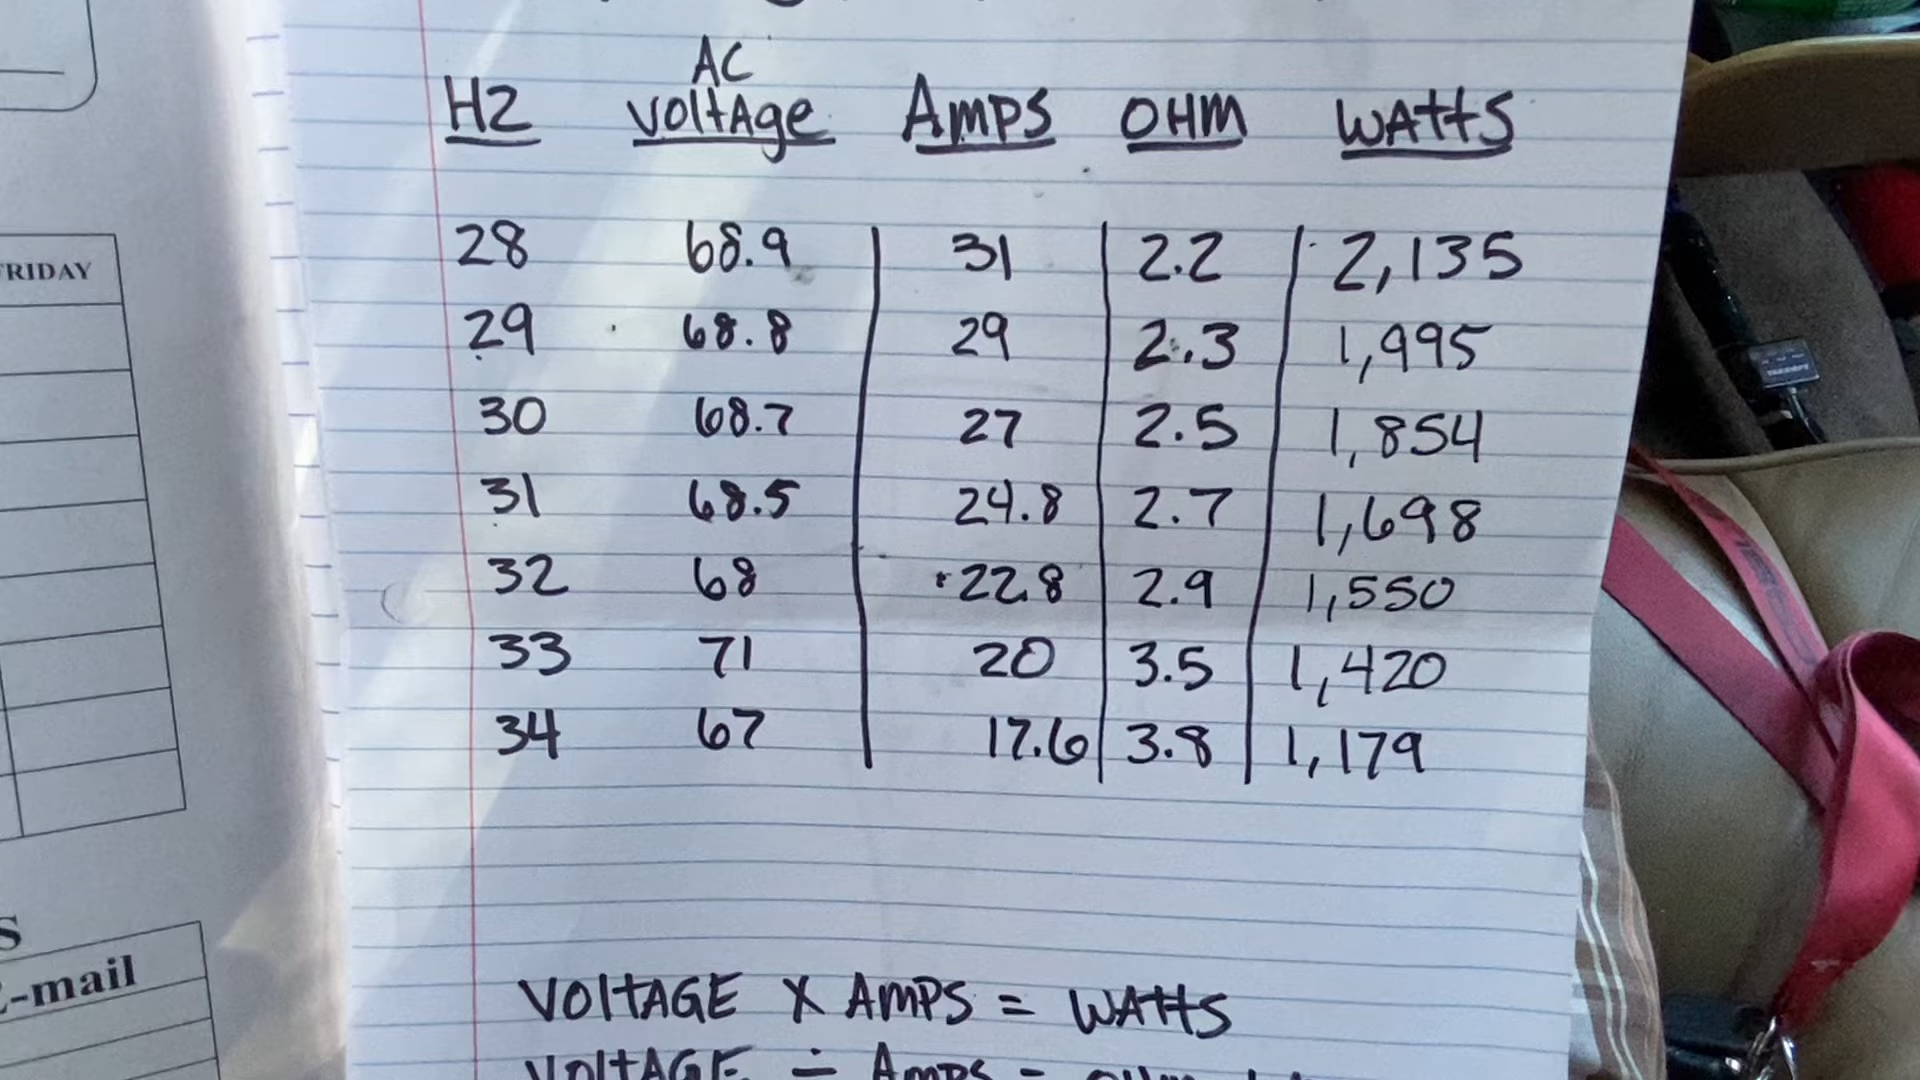 AC
HZ VOltAge AMPS OHM WAttS
28 68.9 31 2.2 2,135
29 68.8 29 2.3 1,995
30 68.7 27 2.5 1,854
31 68.5 24.8 2.7 1,698
32 68 22.8 2.9 1,550
33 71 20 3.5 1,420
34 67 17.6 3.8 1,179
VOltAGE X AMPS = WAttS
VOltAGE ÷ AMPS = OHM
FRIDAY
E-mail